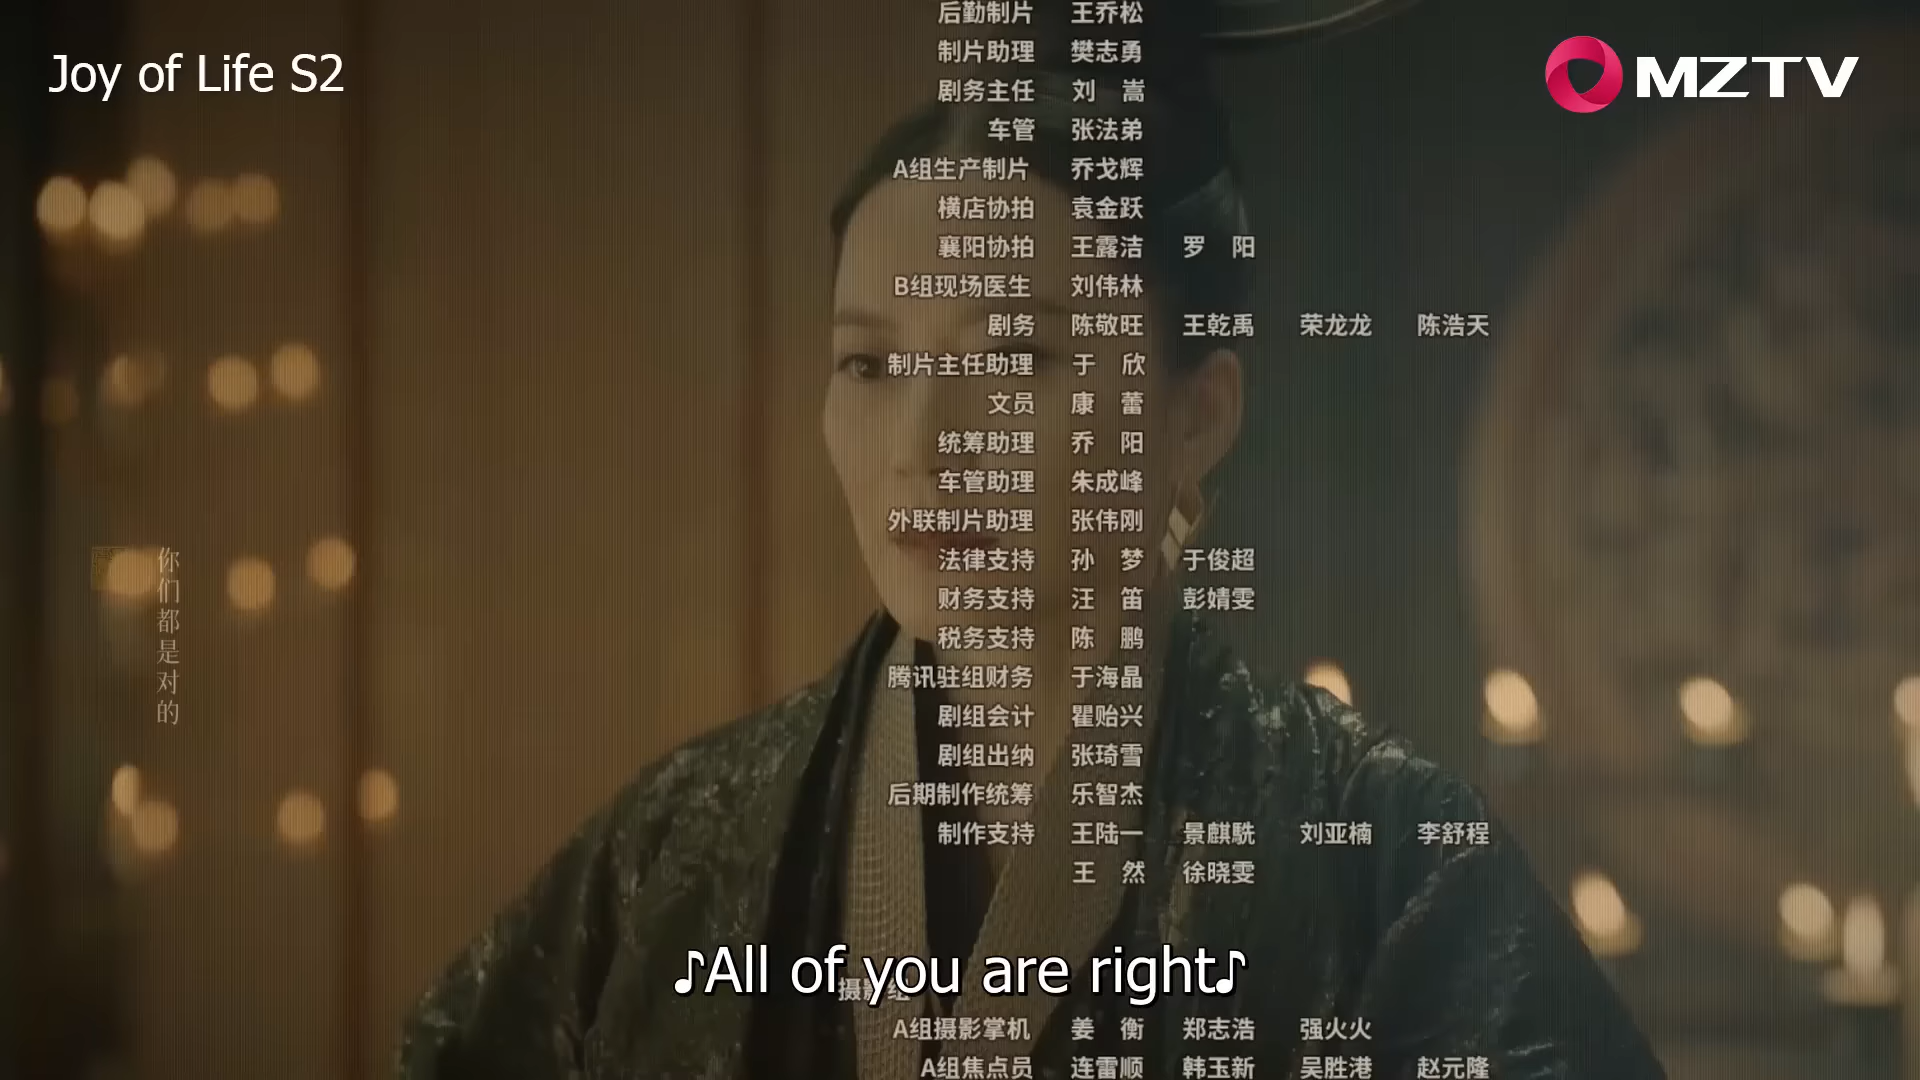 Joy of Life S2
MZTV
后勤制片 王乔松
制片助理 樊志勇
剧务主任 刘 嵩
车管 张法弟
A组生产制片 乔戈辉
横店协拍 袁金跃
襄阳协拍 王露洁 罗 阳
B组现场医生 刘伟林
剧务 陈敬旺 王乾禹 荣龙龙 陈浩天
制片主任助理 于 欣
文员 康 蕾
统筹助理 乔 阳
车管助理 朱成峰
外联制片助理 张伟刚
法律支持 孙 梦 于俊超
财务支持 汪 笛 彭婧雯
税务支持 陈 鹏
腾讯驻组财务 于海晶
剧组会计 瞿贻兴
剧组出纳 张琦雪
后期制作统筹 乐智杰
制作支持 王陆一 景麒駪 刘亚楠 李舒程
王 然 徐晓雯
你们都是对的
♪All of you are right♪
摄影组
A组摄影掌机 姜 衡 郑志浩 强火火
A组焦点员 连雷顺 韩玉新 吴胜港 赵元隆